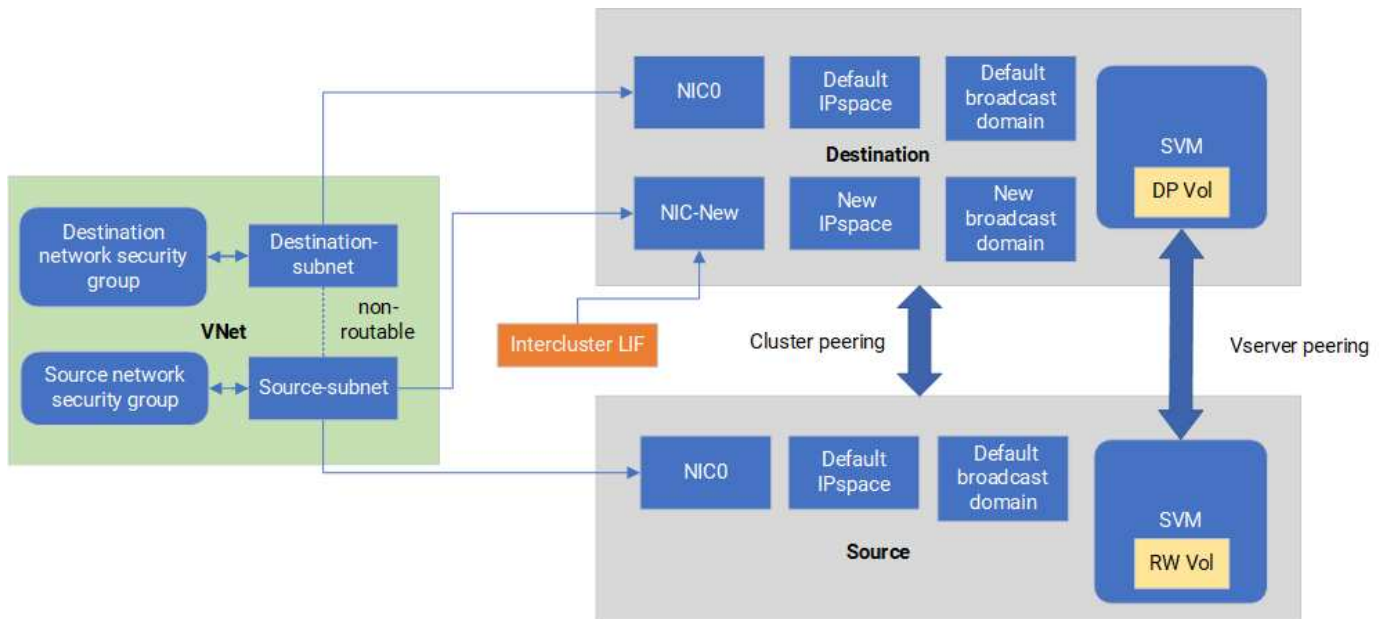 NIC0
Default
IPspace
Default
broadcast
domain
SVM
DP Vol
Destination
NIC-New
New
IPspace
New
broadcast
domain
Destination
network security
group
Destination-
subnet
non-
routable
VNet
Source network
security group
Source-subnet
Intercluster LIF
Cluster peering
Vserver peering
NIC0
Default
IPspace
Default
broadcast
domain
SVM
RW Vol
Source